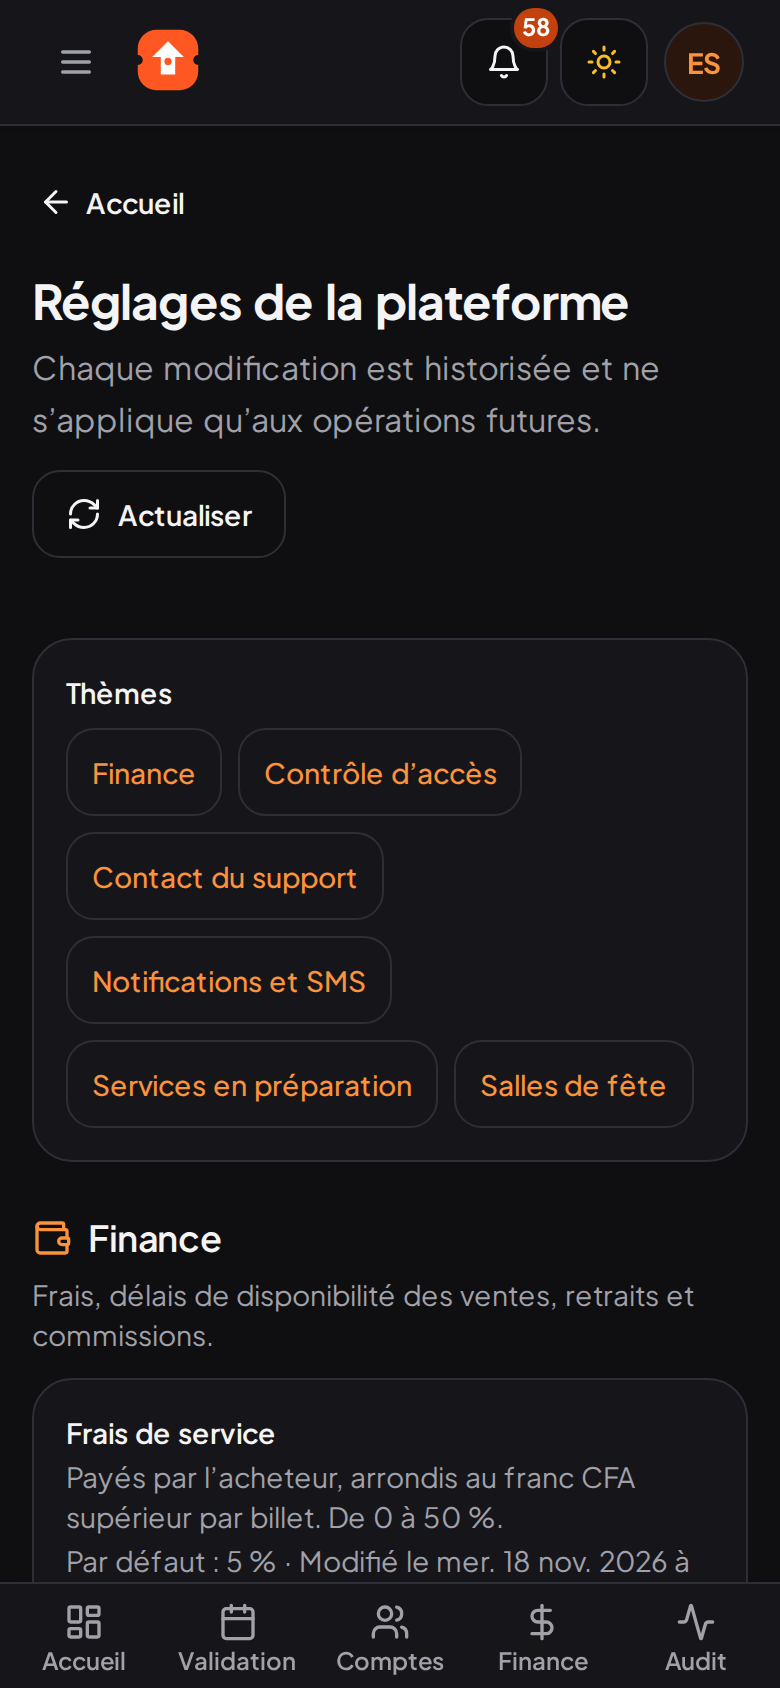 58
ES
Accueil
Réglages de la plateforme
Chaque modification est historisée et ne
s’applique qu’aux opérations futures.
Actualiser
Thèmes
Finance
Contrôle d’accès
Contact du support
Notifications et SMS
Services en préparation
Salles de fête
Finance
Frais, délais de disponibilité des ventes, retraits et
commissions.
Frais de service
Payés par l’acheteur, arrondis au franc CFA
supérieur par billet. De 0 à 50 %.
Par défaut : 5 % · Modifié le mer. 18 nov. 2026 à
Accueil
Validation
Comptes
Finance
Audit